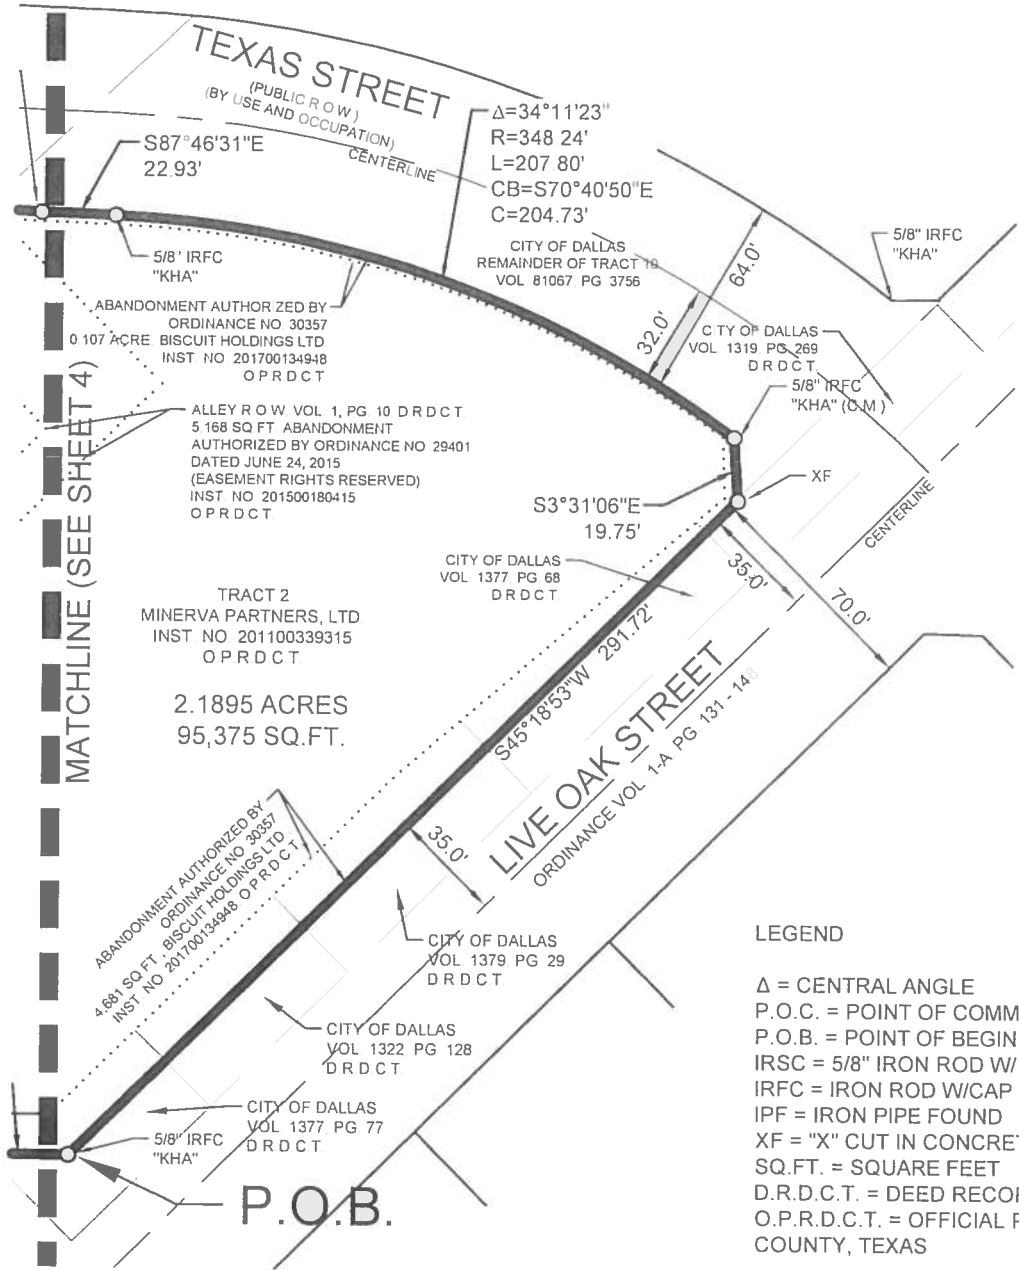 TEXAS STREET
(PUBLIC R O W )
(BY USE AND OCCUPATION)
CENTERLINE
Δ=34°11'23"
R=348.24'
L=207.80'
CB=S70°40'50"E
C=204.73'
S87°46'31"E
22.93'
5/8' IRFC
"KHA"
CITY OF DALLAS
REMAINDER OF TRACT 10
VOL 81067 PG 3756
64.0'
32.0'
5/8" IRFC
"KHA"
CITY OF DALLAS
VOL 1319 PG 269
D R D C T
5/8" IRFC
"KHA" (C.M.)
ABANDONMENT AUTHOR ZED BY
ORDINANCE NO 30357
0 107 ACRE BISCUIT HOLDINGS LTD
INST. NO 201700134948
O P R D C T
ALLEY R O W VOL 1, PG 10 D R D C T
5 168 SQ FT ABANDONMENT
AUTHORIZED BY ORDINANCE NO 29401
DATED JUNE 24, 2015
(EASEMENT RIGHTS RESERVED)
INST. NO 201500180415
O P R D C T
MATCHLINE (SEE SHEET 4)
XF
S3°31'06"E
19.75'
CENTERLINE
CITY OF DALLAS
VOL 1377 PG 68
D R D C T
35.0'
70.0'
TRACT 2
MINERVA PARTNERS, LTD
INST. NO 201100339315
O P R D C T
2.1895 ACRES
95,375 SQ.FT.
S45°18'53"W 291.72'
LIVE OAK STREET
ORDINANCE VOL 1-A PG 131 - 148
35.0'
ABANDONMENT AUTHORIZED BY
ORDINANCE NO 30357
4,681 SQ FT, BISCUIT HOLDINGS LTD
INST NO 201700134948 O P R D C T
CITY OF DALLAS
VOL 1379 PG 29
D R D C T
CITY OF DALLAS
VOL 1322 PG 128
D R D C T
CITY OF DALLAS
VOL 1377 PG 77
D R D C T
5/8" IRFC
"KHA"
P.O.B.
LEGEND
Δ = CENTRAL ANGLE
P.O.C. = POINT OF COMM
P.O.B. = POINT OF BEGIN
IRSC = 5/8" IRON ROD W/
IRFC = IRON ROD W/CAP
IPF = IRON PIPE FOUND
XF = "X" CUT IN CONCRET
SQ.FT. = SQUARE FEET
D.R.D.C.T. = DEED RECOR
O.P.R.D.C.T. = OFFICIAL P
COUNTY, TEXAS